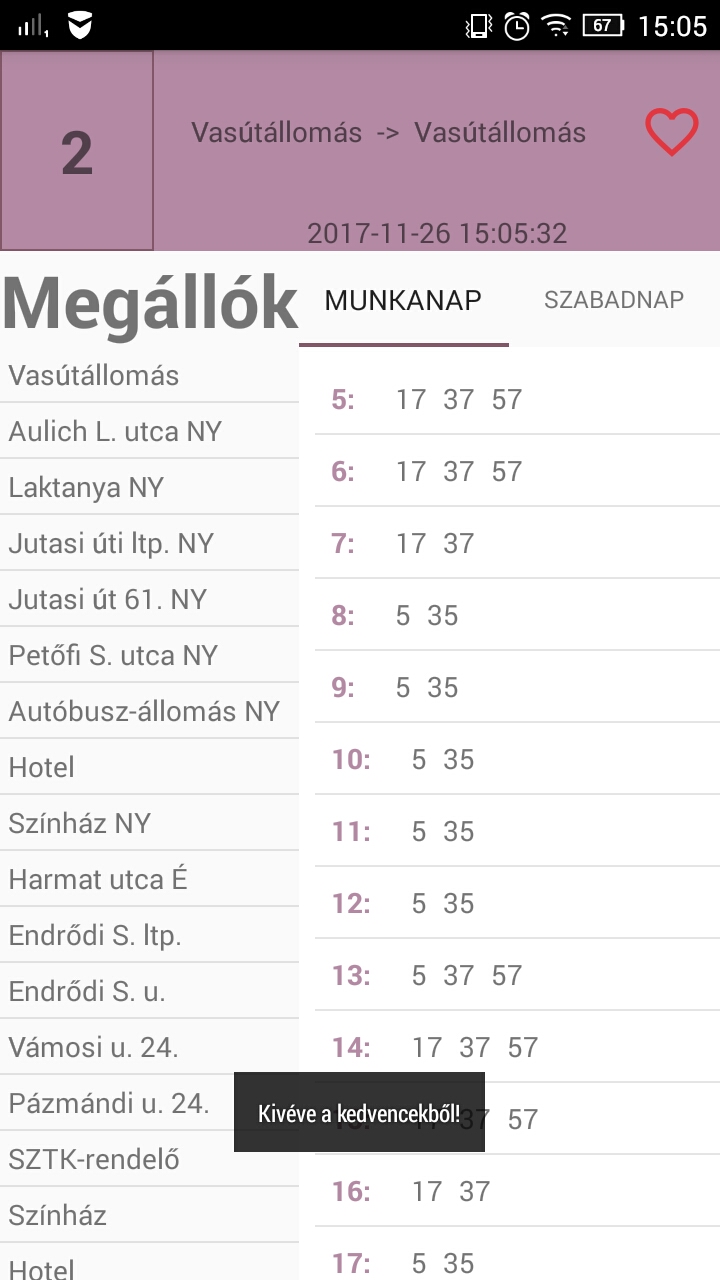 67 15:05
2
Vasútállomás -> Vasútállomás
2017-11-26 15:05:32
Megállók
MUNKANAP SZABADNAP
Vasútállomás
Aulich L. utca NY
Laktanya NY
Jutasi úti ltp. NY
Jutasi út 61. NY
Petőfi S. utca NY
Autóbusz-állomás NY
Hotel
Színház NY
Harmat utca É
Endrődi S. ltp.
Endrődi S. u.
Vámosi u. 24.
Pázmándi u. 24.
SZTK-rendelő
Színház
Hotel
5: 17 37 57
6: 17 37 57
7: 17 37
8: 5 35
9: 5 35
10: 5 35
11: 5 35
12: 5 35
13: 5 37 57
14: 17 37 57
15: 17 37 57
16: 17 37
17: 5 35
Kivéve a kedvencekből!